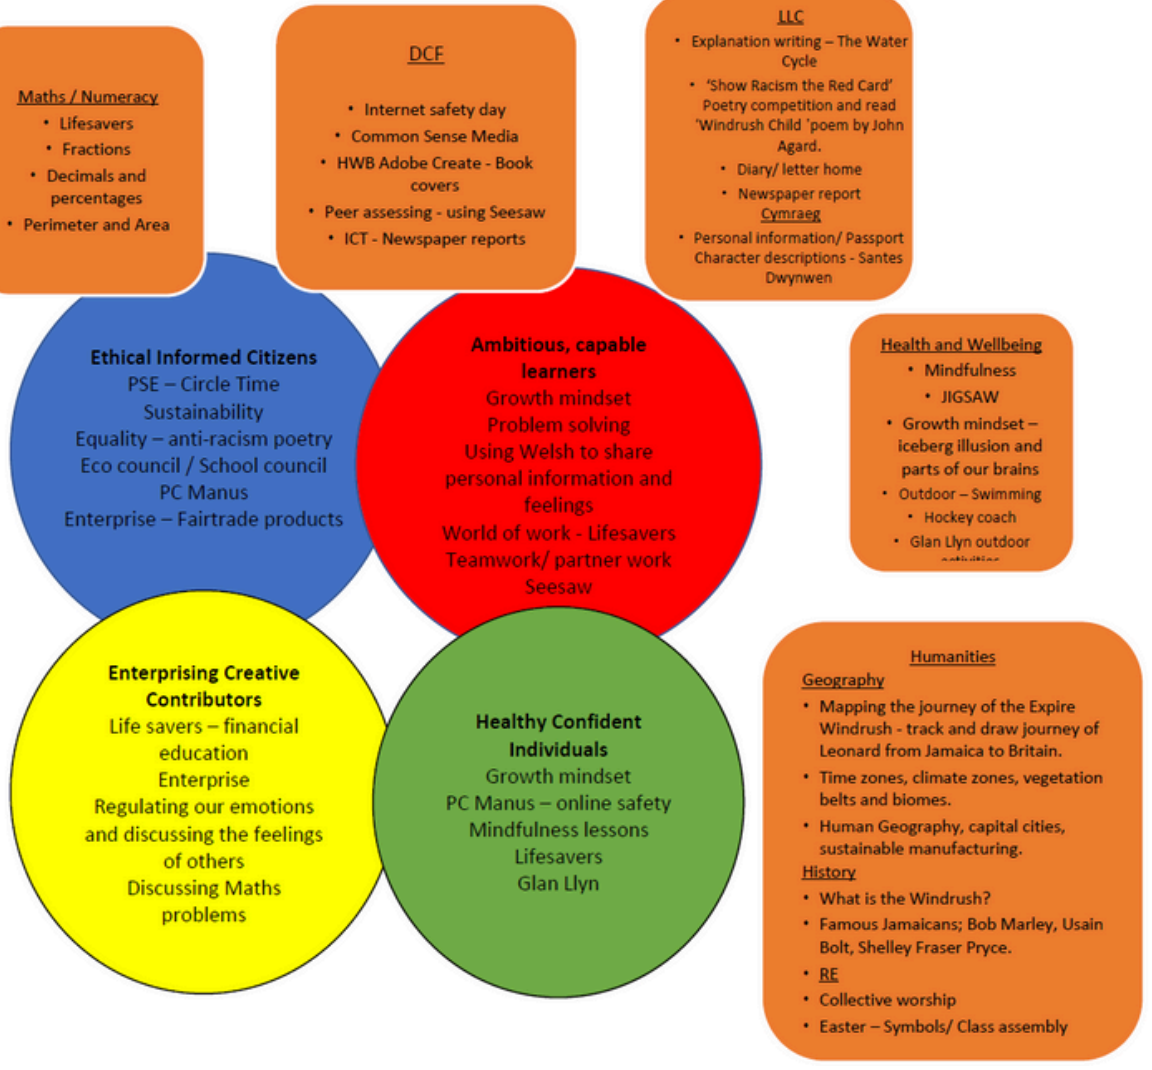 Maths / Numeracy
• Lifesavers
• Fractions
• Decimals and
percentages
• Perimeter and Area
DCF
• Internet safety day
• Common Sense Media
• HWB Adobe Create - Book
covers
• Peer assessing - using Seesaw
• ICT - Newspaper reports
LLC
• Explanation writing – The Water
Cycle
• ‘Show Racism the Red Card’
Poetry competition and read
‘Windrush Child ’poem by John
Agard.
• Diary/ letter home
• Newspaper report
Cymraeg
• Personal information/ Passport
Character descriptions - Santes
Dwynwen
Ethical Informed Citizens
PSE – Circle Time
Sustainability
Equality – anti-racism poetry
Eco council / School council
PC Manus
Enterprise – Fairtrade products
Ambitious, capable
learners
Growth mindset
Problem solving
Using Welsh to share
personal information and
feelings
World of work - Lifesavers
Teamwork/ partner work
Seesaw
Health and Wellbeing
• Mindfulness
• JIGSAW
• Growth mindset –
iceberg illusion and
parts of our brains
• Outdoor – Swimming
• Hockey coach
• Glan Llyn outdoor
Enterprising Creative
Contributors
Life savers – financial
education
Enterprise
Regulating our emotions
and discussing the feelings
of others
Discussing Maths
problems
Healthy Confident
Individuals
Growth mindset
PC Manus – online safety
Mindfulness lessons
Lifesavers
Glan Llyn
Humanities
Geography
• Mapping the journey of the Expire
Windrush - track and draw journey of
Leonard from Jamaica to Britain.
• Time zones, climate zones, vegetation
belts and biomes.
• Human Geography, capital cities,
sustainable manufacturing.
History
• What is the Windrush?
• Famous Jamaicans; Bob Marley, Usain
Bolt, Shelley Fraser Pryce.
• RE
• Collective worship
• Easter – Symbols/ Class assembly